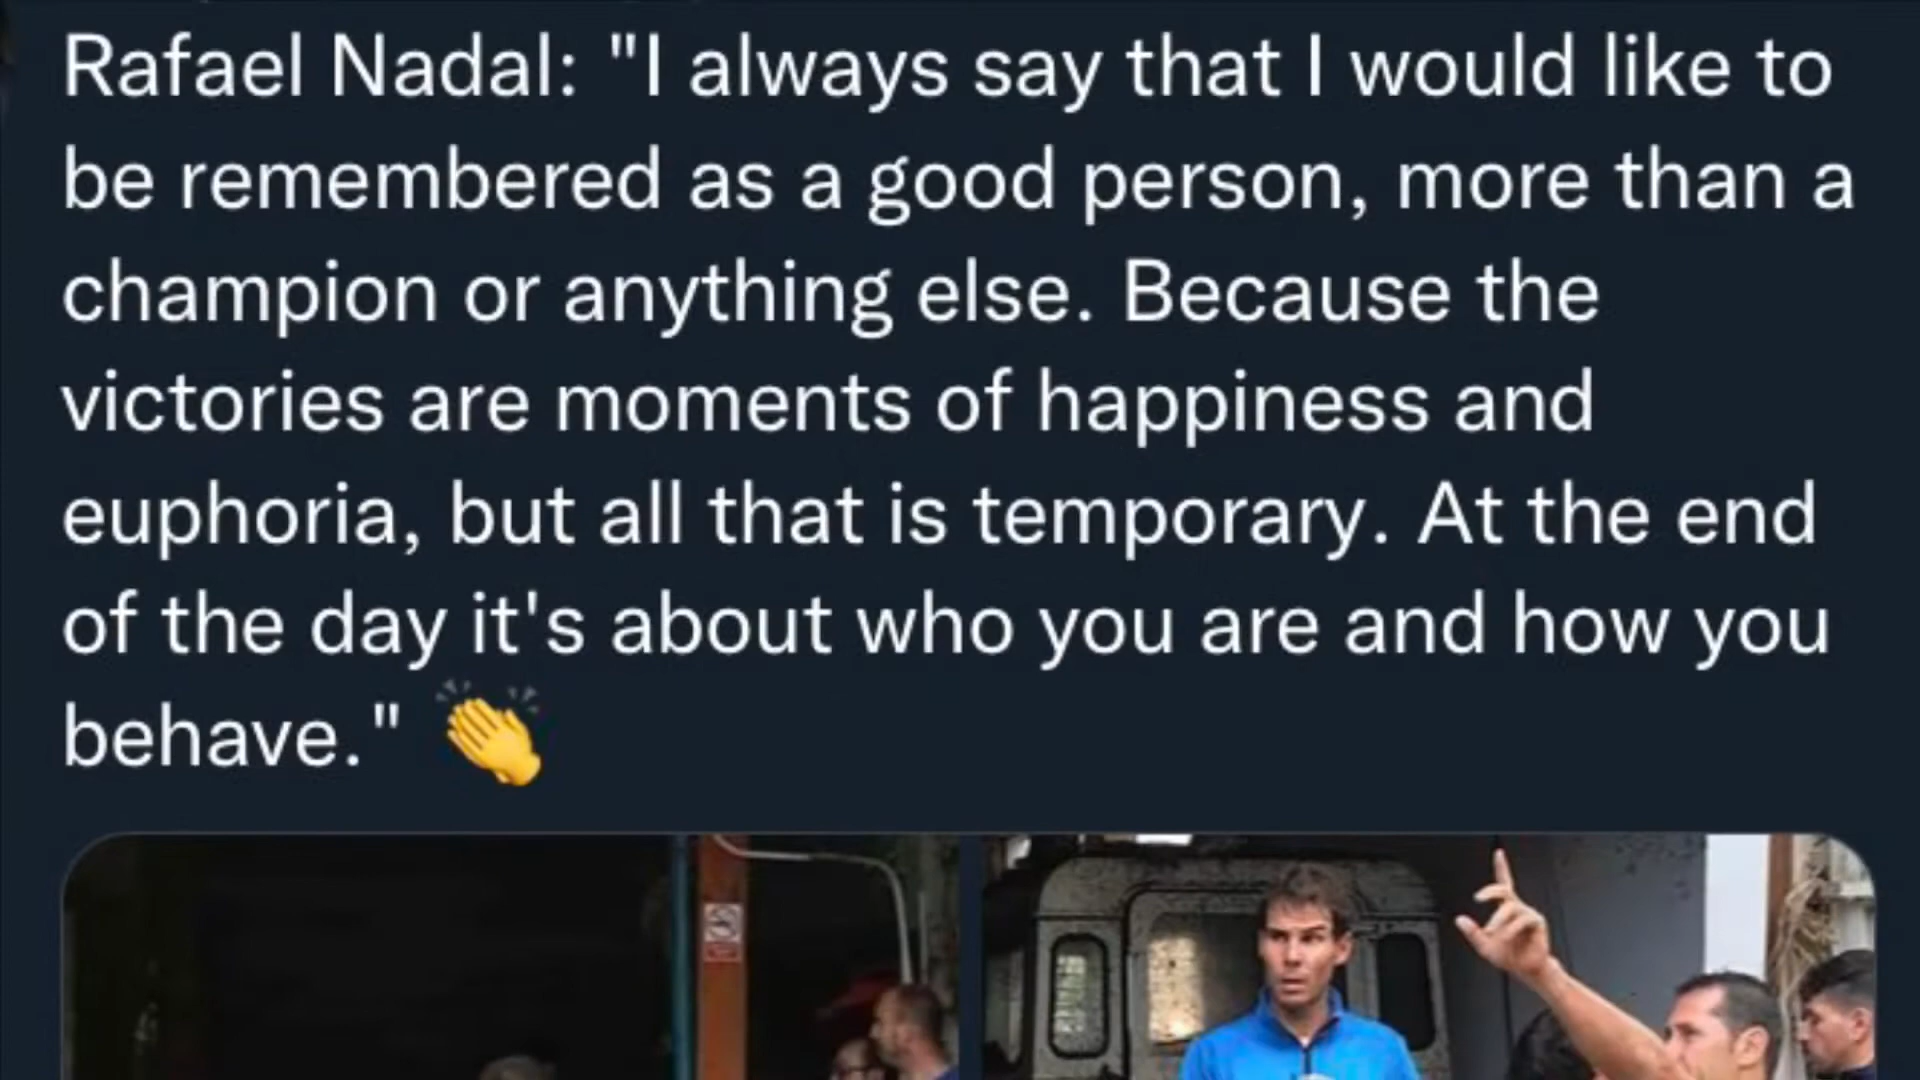 Rafael Nadal: "I always say that I would like to
be remembered as a good person, more than a
champion or anything else. Because the
victories are moments of happiness and
euphoria, but all that is temporary. At the end
of the day it's about who you are and how you
behave." 👏